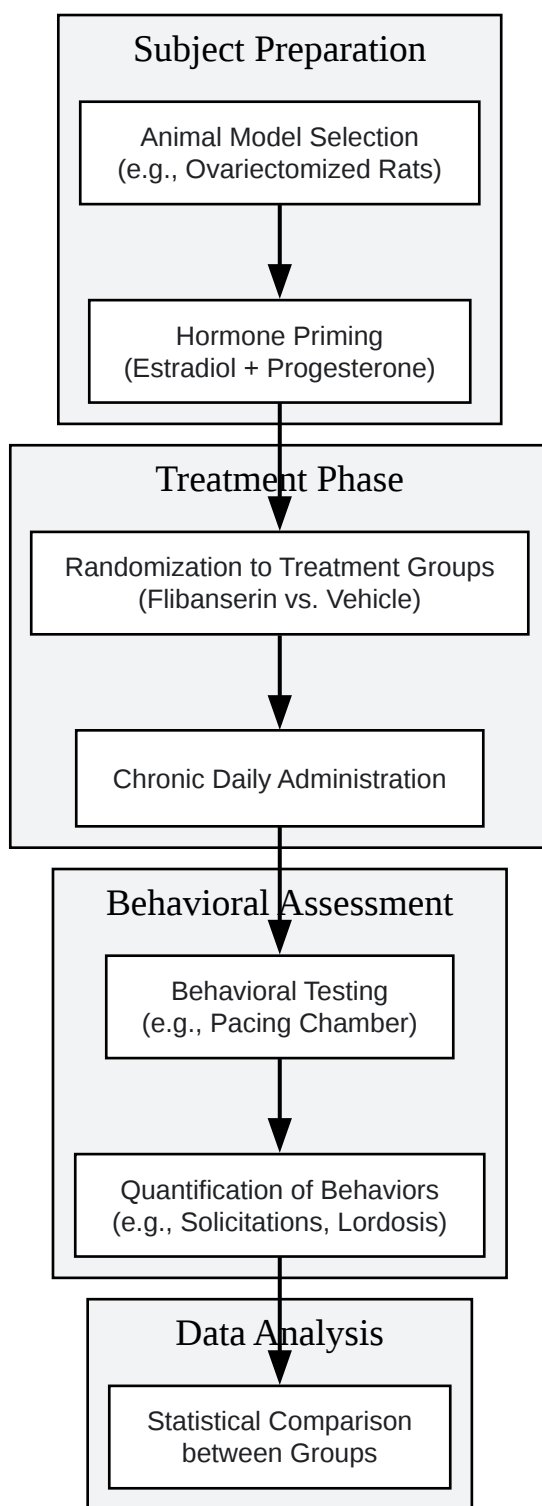 Subject Preparation
Animal Model Selection
(e.g., Ovariectomized Rats)
Hormone Priming
(Estradiol + Progesterone)
Treatment Phase
Randomization to Treatment Groups
(Flibanserin vs. Vehicle)
Chronic Daily Administration
Behavioral Assessment
Behavioral Testing
(e.g., Pacing Chamber)
Quantification of Behaviors
(e.g., Solicitations, Lordosis)
Data Analysis
Statistical Comparison
between Groups